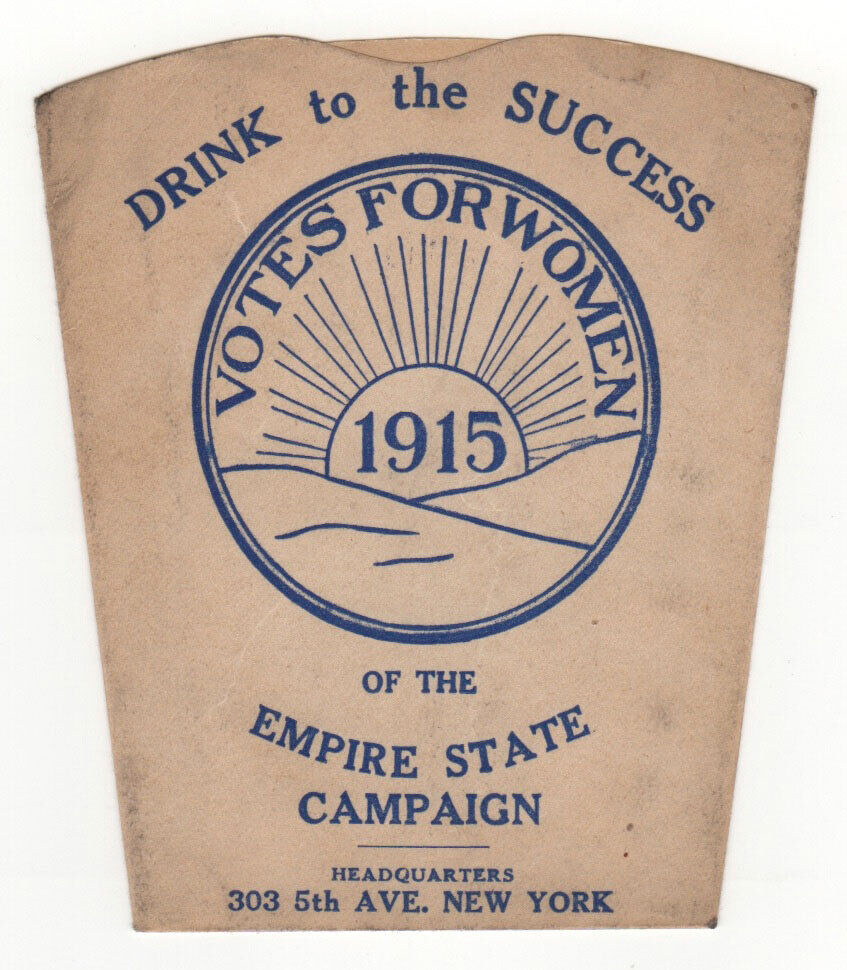 DRINK to the SUCCESS
VOTES FOR WOMEN
1915
OF THE
EMPIRE STATE
CAMPAIGN
HEADQUARTERS
303 5th AVE. NEW YORK